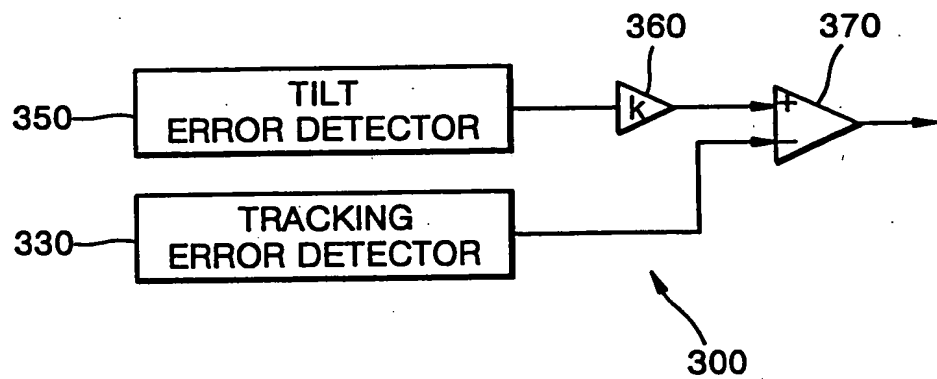 360
370
TILT
ERROR DETECTOR
350
k
+
−
TRACKING
ERROR DETECTOR
330
300